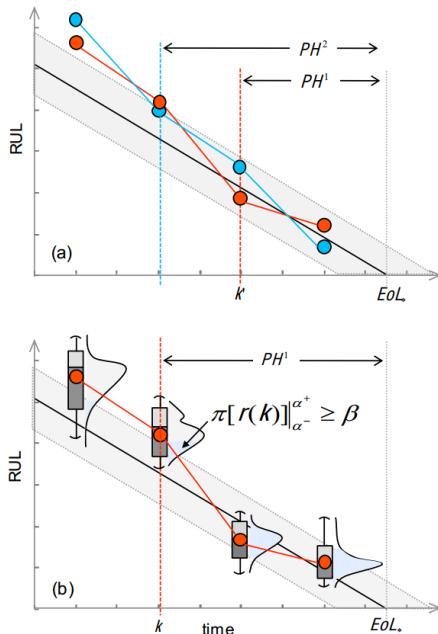 PH²
PH¹
RUL
(a)
k
EoL*
PH¹
π[r(k)]|α+α- ≥ β
RUL
(b)
k
time
EoL*